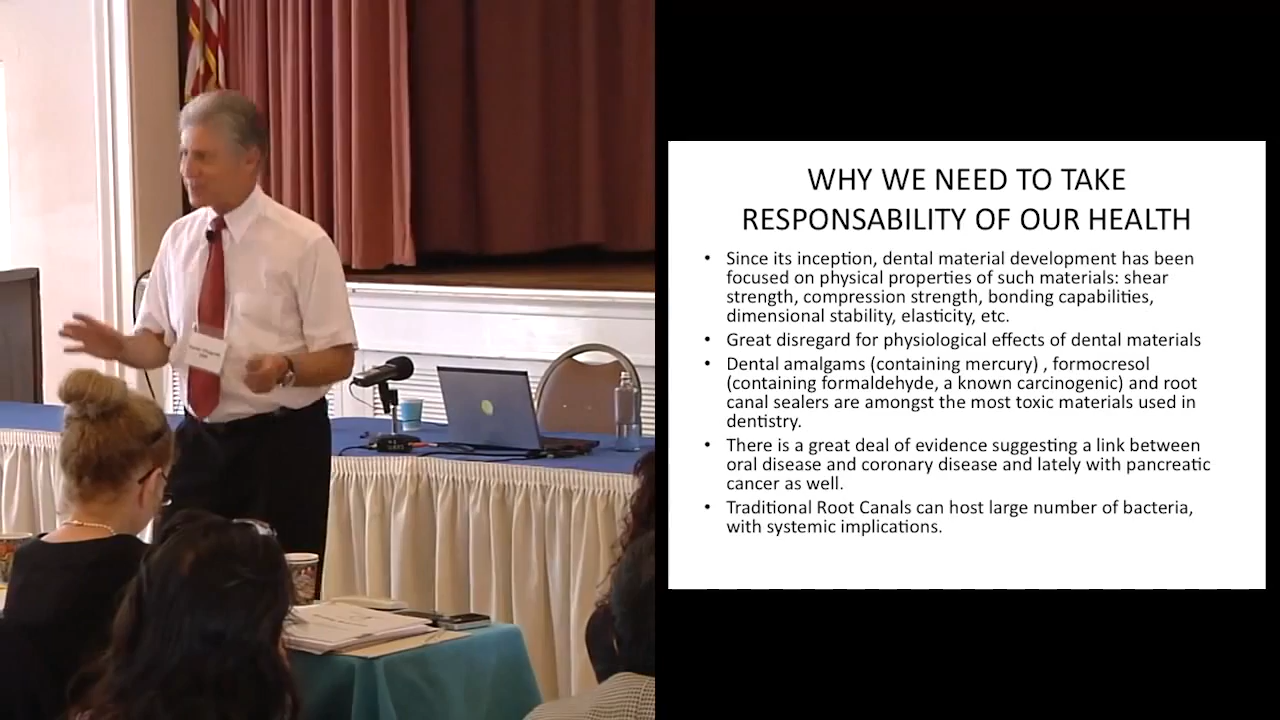 WHY WE NEED TO TAKE
RESPONSABILITY OF OUR HEALTH
• Since its inception, dental material development has been
focused on physical properties of such materials: shear
strength, compression strength, bonding capabilities,
dimensional stability, elasticity, etc.
• Great disregard for physiological effects of dental materials
• Dental amalgams (containing mercury) , formocresol
(containing formaldehyde, a known carcinogenic) and root
canal sealers are amongst the most toxic materials used in
dentistry.
• There is a great deal of evidence suggesting a link between
oral disease and coronary disease and lately with pancreatic
cancer as well.
• Traditional Root Canals can host large number of bacteria,
with systemic implications.